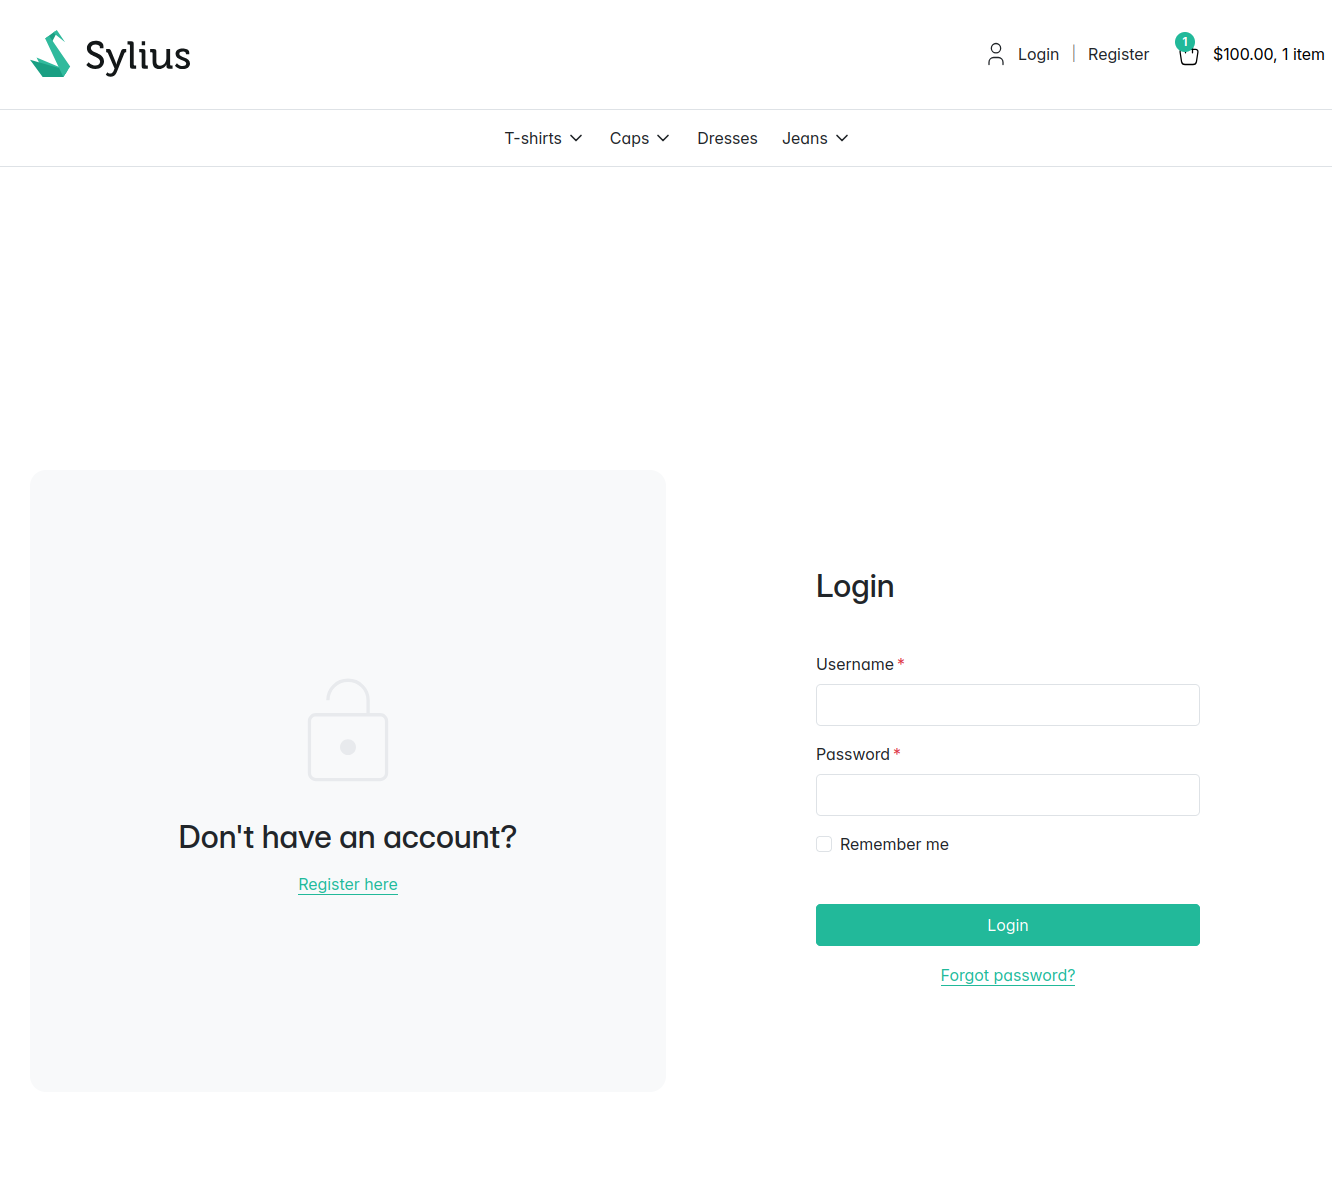 Sylius
Login | Register
1
$100.00, 1 item
T-shirts Caps Dresses Jeans
Don't have an account?
Register here
Login
Username *
Password *
Remember me
Login
Forgot password?